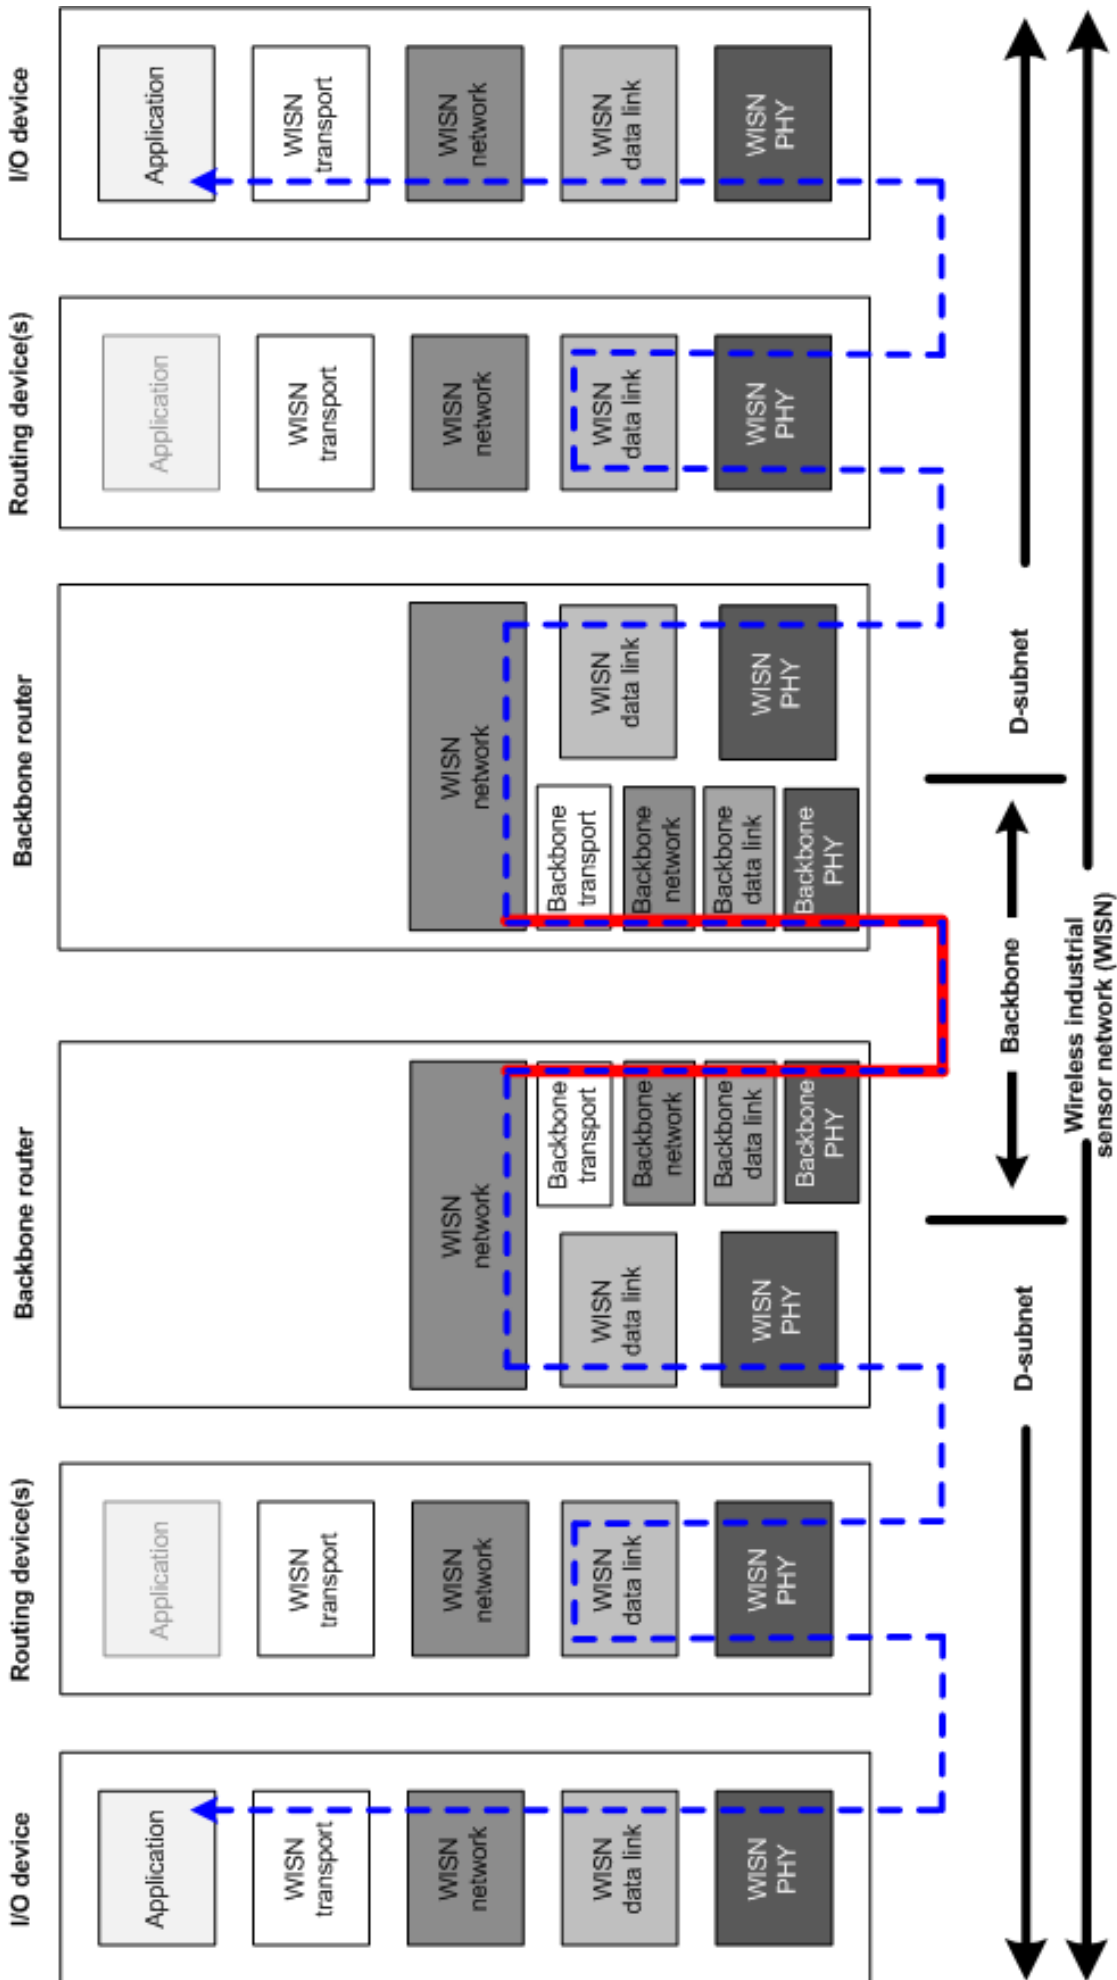 I/O device
Application
WISN
transport
WISN
network
WISN
data link
WISN
PHY
Routing device(s)
Application
WISN
transport
WISN
network
WISN
data link
WISN
PHY
Backbone router
WISN
network
WISN
data link
WISN
PHY
Backbone
transport
Backbone
network
Backbone
data link
Backbone
PHY
Backbone router
WISN
network
Backbone
transport
Backbone
network
Backbone
data link
Backbone
PHY
WISN
data link
WISN
PHY
Routing device(s)
Application
WISN
transport
WISN
network
WISN
data link
WISN
PHY
I/O device
Application
WISN
transport
WISN
network
WISN
data link
WISN
PHY
D-subnet
Backbone
D-subnet
Wireless industrial
sensor network (WISN)